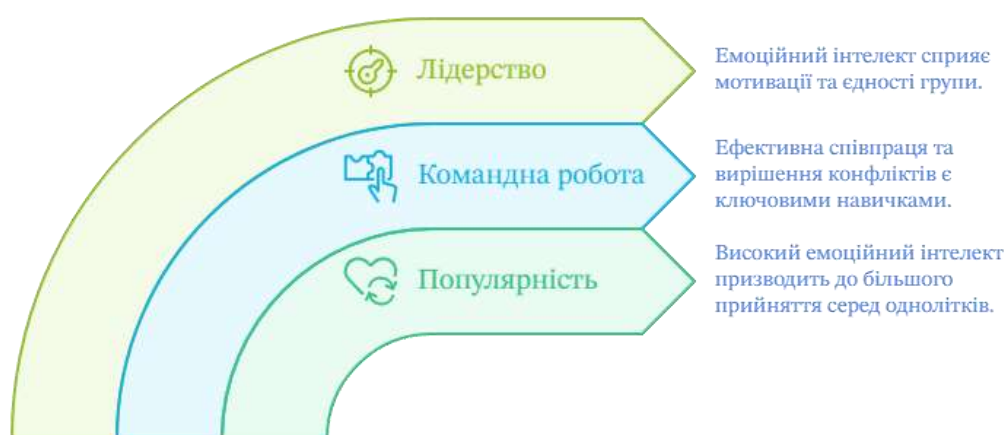 Лідерство
Емоційний інтелект сприяє
мотивації та єдності групи.
Командна робота
Ефективна співпраця та
вирішення конфліктів є
ключовими навичками.
Популярність
Високий емоційний інтелект
призводить до більшого
прийняття серед однолітків.